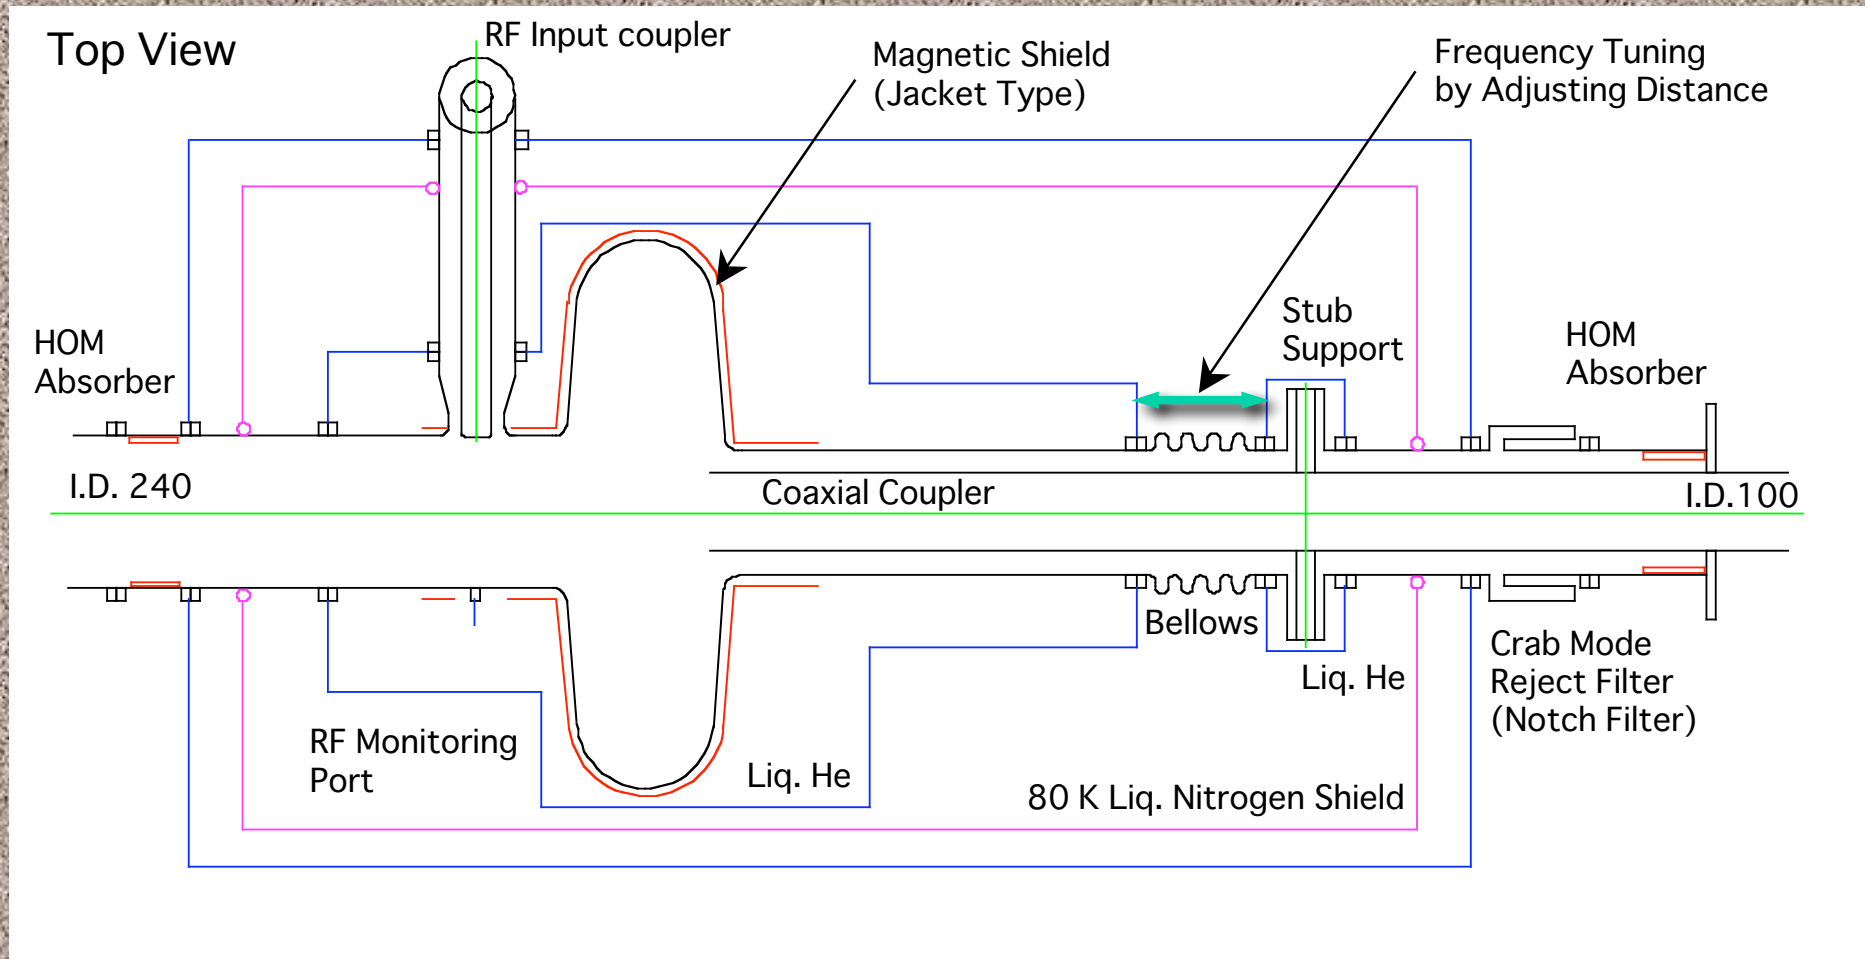 Top View
RF Input coupler
Magnetic Shield
(Jacket Type)
Frequency Tuning
by Adjusting Distance
HOM
Absorber
Stub
Support
HOM
Absorber
I.D. 240
Coaxial Coupler
I.D.100
Bellows
Crab Mode
Reject Filter
(Notch Filter)
Liq. He
RF Monitoring
Port
Liq. He
80 K Liq. Nitrogen Shield